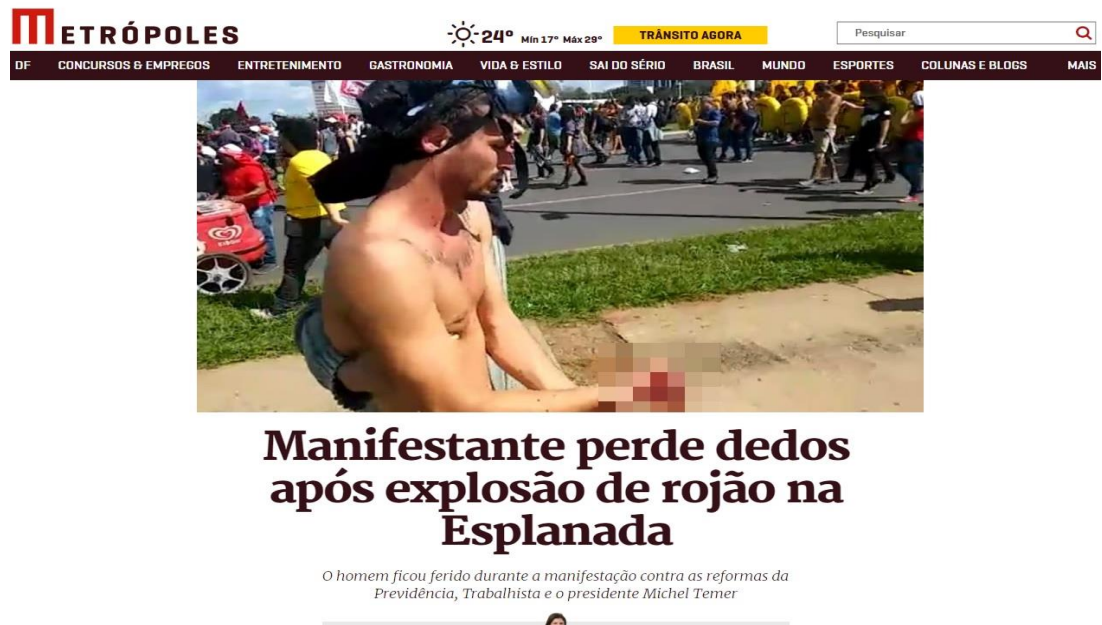 METRÓPOLES
24º Mín 17º Máx 29º
TRÂNSITO AGORA
Pesquisar
DF CONCURSOS & EMPREGOS ENTRETENIMENTO GASTRONOMIA VIDA & ESTILO SAI DO SÉRIO BRASIL MUNDO ESPORTES COLUNAS E BLOGS MAIS
Manifestante perde dedos
após explosão de rojão na
Esplanada
O homem ficou ferido durante a manifestação contra as reformas da
Previdência, Trabalhista e o presidente Michel Temer